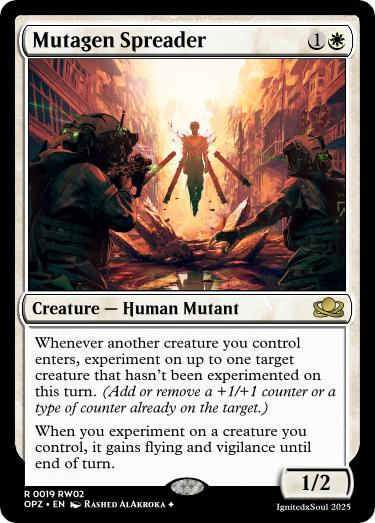 Mutagen Spreader 1
Creature — Human Mutant
Whenever another creature you control
enters, experiment on up to one target
creature that hasn't been experimented on
this turn. (Add or remove a +1/+1 counter or a
type of counter already on the target.)
When you experiment on a creature you
control, it gains flying and vigilance until
end of turn.
1/2
R 0019 RW02
OPZ • EN Rashed AlAkroka
IgnitedxSoul 2025